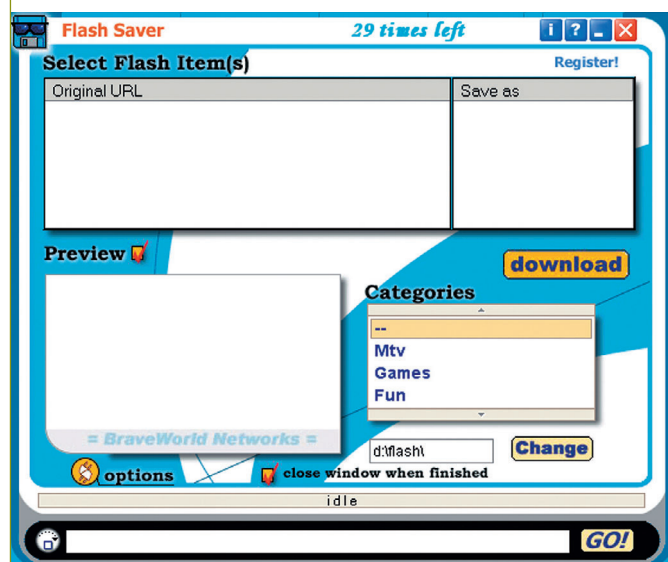 Flash Saver 29 times left i ? - X
Select Flash Item(s) Register!
Original URL Save as
Preview download
Categories
--
Mtv
Games
Fun
= BraveWorld Networks =
d:\flash\ Change
options close window when finished
idle
GO!